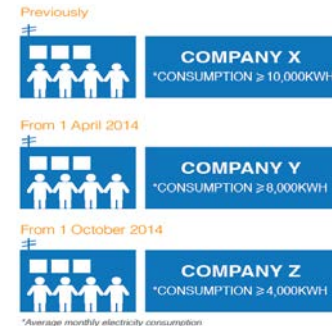 Previously
COMPANY X
*CONSUMPTION ≥ 10,000KWH
From 1 April 2014
COMPANY Y
*CONSUMPTION ≥ 8,000KWH
From 1 October 2014
COMPANY Z
*CONSUMPTION ≥ 4,000KWH
*Average monthly electricity consumption